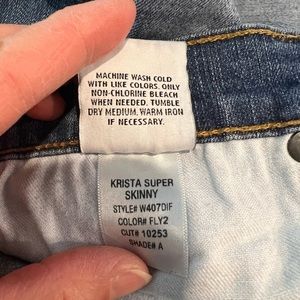 MACHINE WASH COLD
WITH LIKE COLORS. ONLY
NON-CHLORINE BLEACH
WHEN NEEDED. TUMBLE
DRY MEDIUM. WARM IRON
IF NECESSARY.
KRISTA SUPER
SKINNY
STYLE# W407DIF
COLOR# FLY2
CUT# 10253
SHADE# A